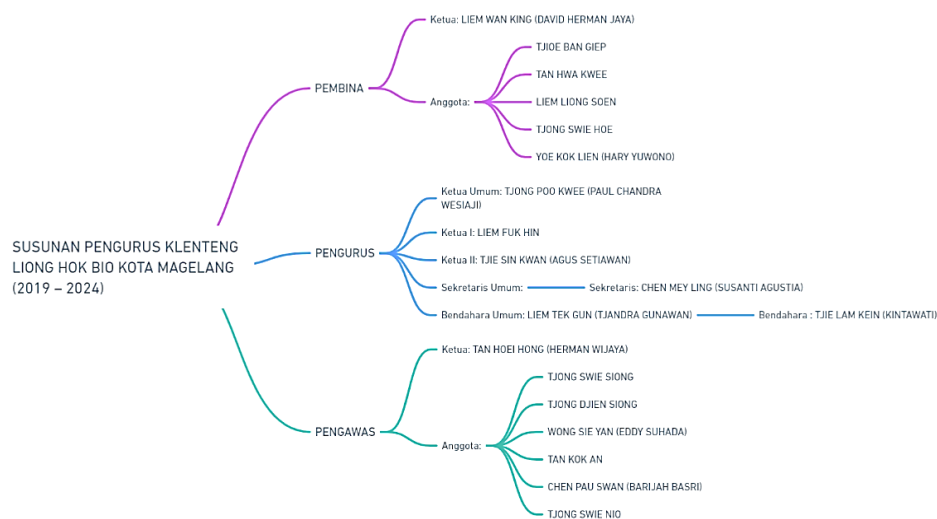 SUSUNAN PENGURUS KLENTENG
LIONG HOK BIO KOTA MAGELANG
(2019 – 2024)
PEMBINA
Ketua: LIEM WAN KING (DAVID HERMAN JAYA)
Anggota:
TJIOE BAN GIEP
TAN HWA KWEE
LIEM LIONG SOEN
TJONG SWIE HOE
YOE KOK LIEN (HARY YUWONO)
PENGURUS
Ketua Umum: TJONG POO KWEE (PAUL CHANDRA
WESIAJI)
Ketua I: LIEM FUK HIN
Ketua II: TJIE SIN KWAN (AGUS SETIAWAN)
Sekretaris Umum:
Sekretaris: CHEN MEY LING (SUSANTI AGUSTIA)
Bendahara Umum: LIEM TEK GUN (TJANDRA GUNAWAN)
Bendahara : TJIE LAM KEIN (KINTAWATI)
PENGAWAS
Ketua: TAN HOEI HONG (HERMAN WIJAYA)
Anggota:
TJONG SWIE SIONG
TJONG DJIEN SIONG
WONG SIE YAN (EDDY SUHADA)
TAN KOK AN
CHEN PAU SWAN (BARIJAH BASRI)
TJONG SWIE NIO